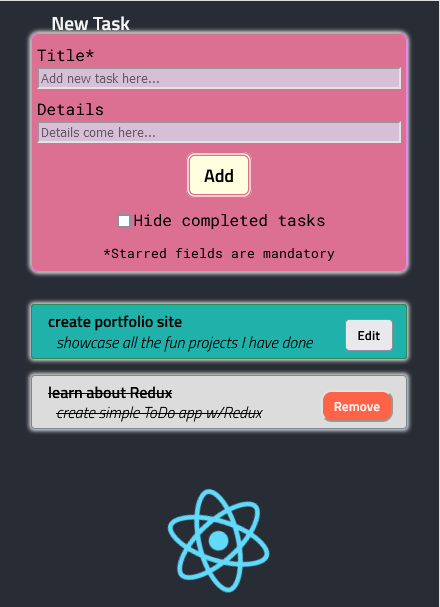 New Task
Title*
Add new task here...
Details
Details come here...
Add
Hide completed tasks
*Starred fields are mandatory
create portfolio site
showcase all the fun projects I have done
Edit
learn about Redux
create simple ToDo app w/Redux
Remove